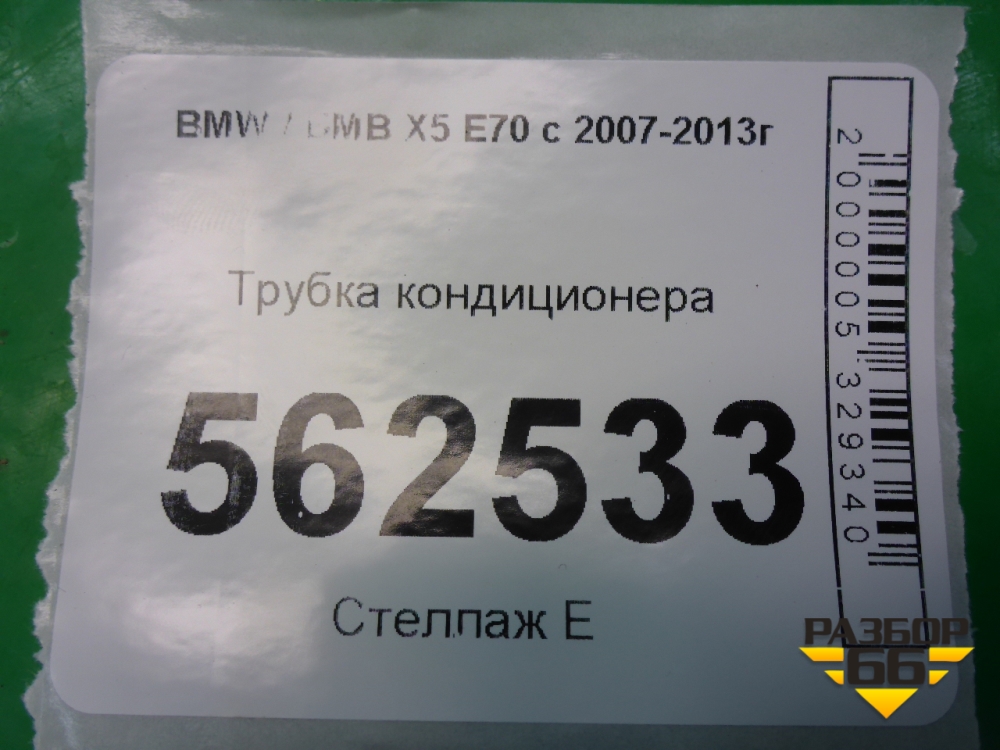 BMW / БМВ X5 E70 с 2007-2013г
Трубка кондиционера
562533
Стеллаж Е
2000005329340
РАЗБОР
66